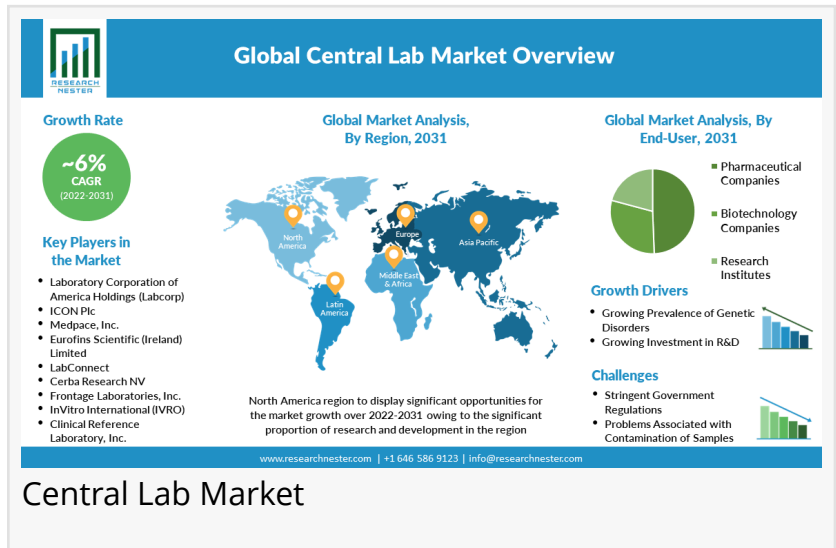 RESEARCH
NESTER
Global Central Lab Market Overview
Growth Rate
~6%
CAGR
(2022-2031)
Key Players in
the Market
• Laboratory Corporation of
America Holdings (Labcorp)
• ICON Plc
• Medpace, Inc.
• Eurofins Scientific (Ireland)
Limited
• LabConnect
• Cerba Research NV
• Frontage Laboratories, Inc.
• InVitro International (IVRO)
• Clinical Reference
Laboratory, Inc.
Global Market Analysis,
By Region, 2031
North
America
Europe
Asia Pacific
Middle East
& Africa
Latin
America
North America region to display significant opportunities for
the market growth over 2022-2031 owing to the significant
proportion of research and development in the region
Global Market Analysis, By
End-User, 2031
Pharmaceutical
Companies
Biotechnology
Companies
Research
Institutes
Growth Drivers
• Growing Prevalence of Genetic
Disorders
• Growing Investment in R&D
Challenges
• Stringent Government
Regulations
• Problems Associated with
Contamination of Samples
www.researchnester.com | +1 646 586 9123 | info@researchnester.com
Central Lab Market